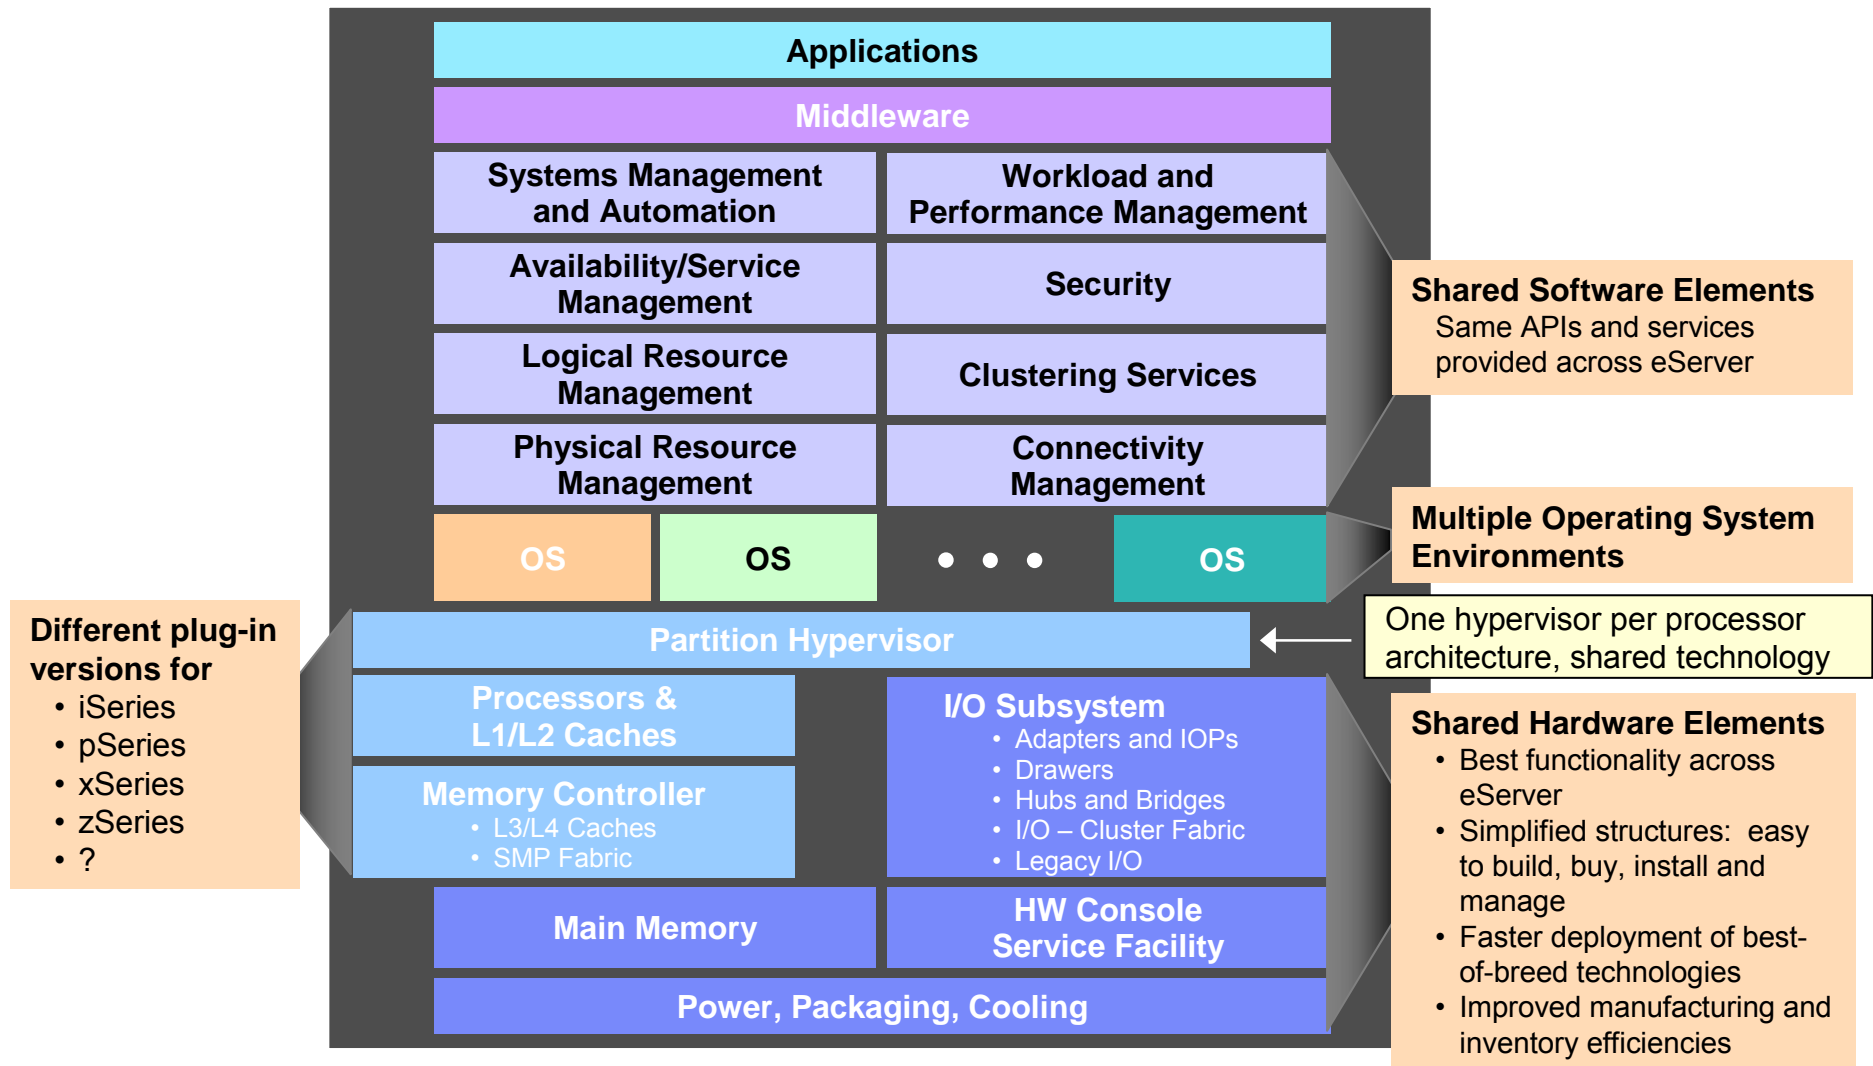 Applications
Middleware
Systems Management
and Automation
Workload and
Performance Management
Availability/Service
Management
Security
Logical Resource
Management
Clustering Services
Physical Resource
Management
Connectivity
Management
OS
OS
• • •
OS
Partition Hypervisor
Processors &
L1/L2 Caches
Memory Controller
• L3/L4 Caches
• SMP Fabric
I/O Subsystem
• Adapters and IOPs
• Drawers
• Hubs and Bridges
• I/O – Cluster Fabric
• Legacy I/O
Main Memory
HW Console
Service Facility
Power, Packaging, Cooling
Different plug-in
versions for
• iSeries
• pSeries
• xSeries
• zSeries
• ?
Shared Software Elements
Same APIs and services
provided across eServer
Multiple Operating System
Environments
One hypervisor per processor
architecture, shared technology
Shared Hardware Elements
• Best functionality across
eServer
• Simplified structures:  easy
to build, buy, install and
manage
• Faster deployment of best-
of-breed technologies
• Improved manufacturing and
inventory efficiencies